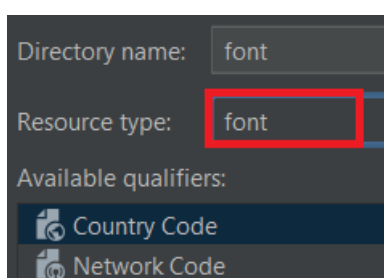 Directory name: font
Resource type: font
Available qualifiers:
Country Code
Network Code